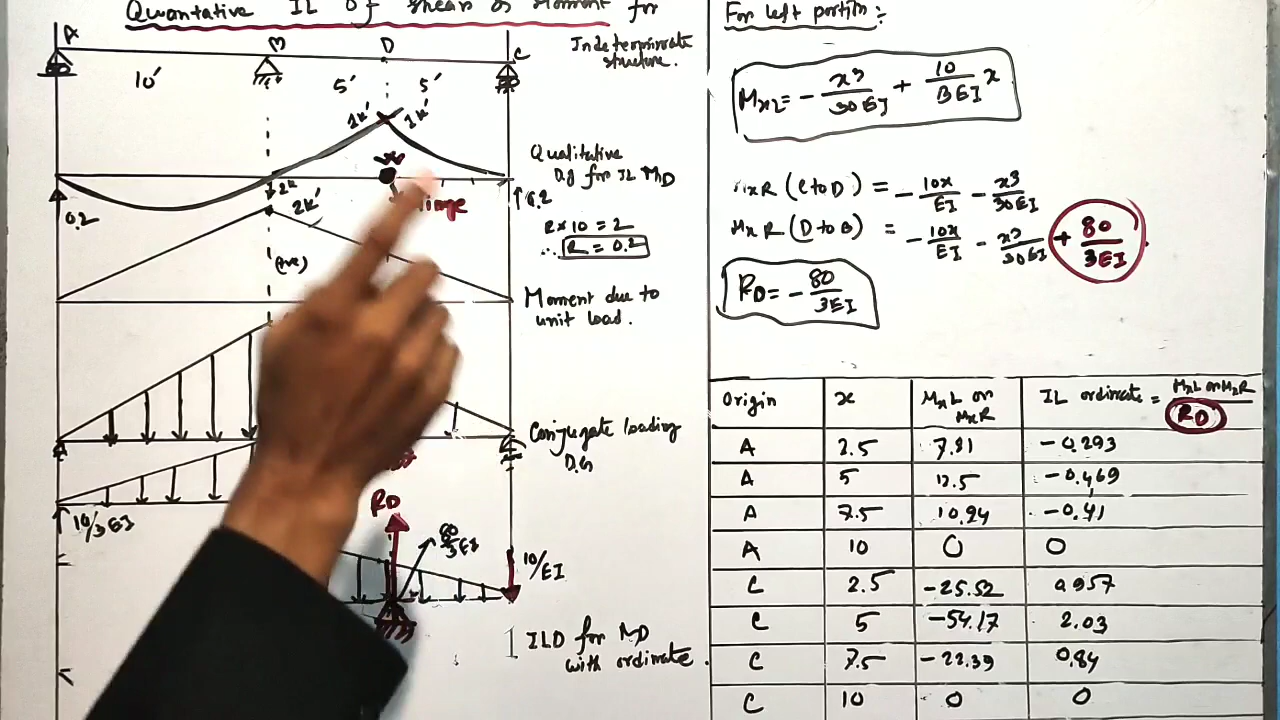 Quantative IL of shear or Moment for
Indeterminate
structure.
A
B
D
C
10'
5'
5'
1k'
1k'
Qualitative
Dg for IL MD
0.2
2k
2k'
Hinge
0.2
R×10 = 2
∴ R = 0.2
(+ve)
Moment due to
unit load.
Conjugate loading
D.G
RD
10/3EI
80/3EI
10/EI
ILD for MD
with ordinate.
For left portion:-
MxL = - x³/30EI + 10/3EI x
MxR (C to D) = - 10x/EI - x³/30EI
MxR (D to B) = - 10x/EI - x³/30EI + 80/3EI
RD = - 80/3EI
Origin x MxL or MxR IL ordinate = MxL or MxR / RD
A 2.5 7.81 -0.293
A 5 12.5 -0.469
A 7.5 10.94 -0.41
A 10 0 0
C 2.5 -25.52 0.957
C 5 -54.17 2.03
C 7.5 -22.39 0.84
C 10 0 0